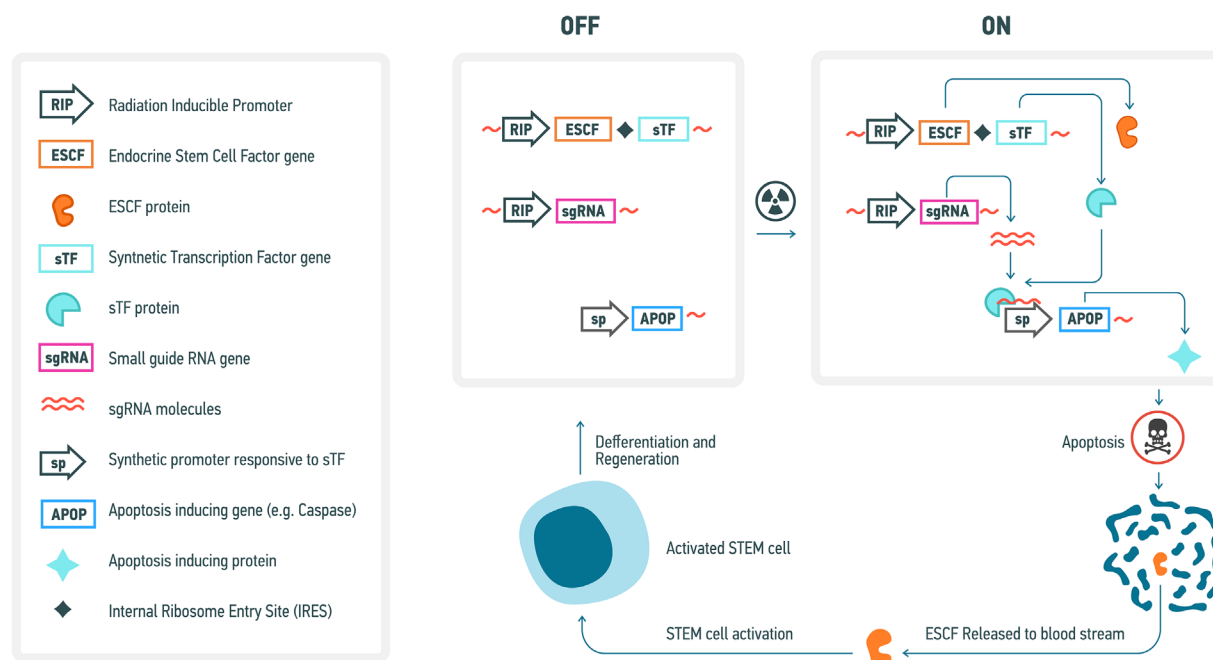 OFF
ON
RIP
Radiation Inducible Promoter
ESCF
Endocrine Stem Cell Factor gene
ESCF protein
sTF
Syntnetic Transcription Factor gene
sTF protein
sgRNA
Small guide RNA gene
sgRNA molecules
sp
Synthetic promoter responsive to sTF
APOP
Apoptosis inducing gene (e.g. Caspase)
Apoptosis inducing protein
Internal Ribosome Entry Site (IRES)
RIP ESCF sTF
RIP sgRNA
sp APOP
RIP ESCF sTF
RIP sgRNA
sp APOP
Apoptosis
Defferentiation and
Regeneration
Activated STEM cell
STEM cell activation
ESCF Released to blood stream